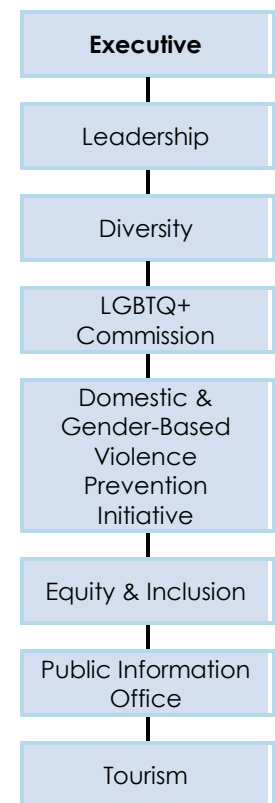 Executive
Leadership
Diversity
LGBTQ+
Commission
Domestic &
Gender-Based
Violence
Prevention
Initiative
Equity & Inclusion
Public Information
Office
Tourism